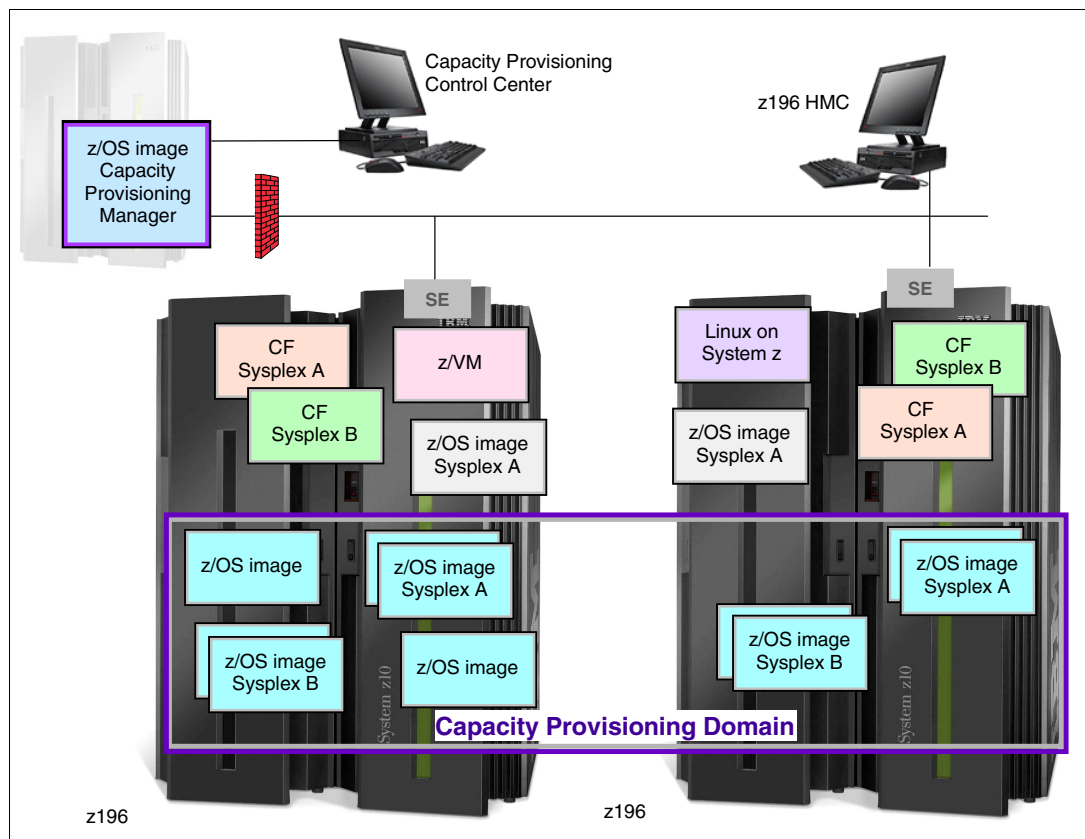 Capacity Provisioning
Control Center
z196 HMC
z/OS image
Capacity
Provisioning
Manager
SE
SE
CF
Sysplex A
z/VM
CF
Sysplex B
z/OS image
Sysplex A
Linux on
System z
CF
Sysplex B
CF
Sysplex A
z/OS image
Sysplex A
z/OS image
z/OS image
Sysplex A
z/OS image
Sysplex B
z/OS image
z/OS image
Sysplex A
z/OS image
Sysplex B
System z10
System z10
Capacity Provisioning Domain
z196
z196